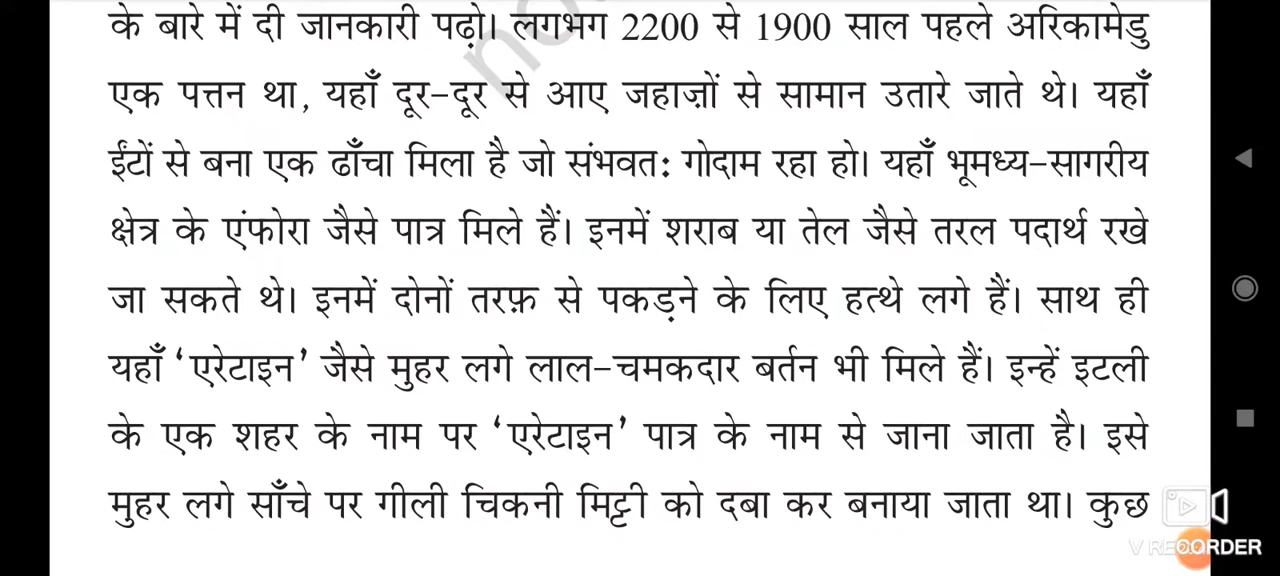 के बारे में दी जानकारी पढ़ो। लगभग 2200 से 1900 साल पहले अरिकामेडु
एक पत्तन था, यहाँ दूर-दूर से आए जहाज़ों से सामान उतारे जाते थे। यहाँ
ईंटों से बना एक ढाँचा मिला है जो संभवतः गोदाम रहा हो। यहाँ भूमध्य-सागरीय
क्षेत्र के एंफोरा जैसे पात्र मिले हैं। इनमें शराब या तेल जैसे तरल पदार्थ रखे
जा सकते थे। इनमें दोनों तरफ़ से पकड़ने के लिए हत्थे लगे हैं। साथ ही
यहाँ ‘एरेटाइन’ जैसे मुहर लगे लाल-चमकदार बर्तन भी मिले हैं। इन्हें इटली
के एक शहर के नाम पर ‘एरेटाइन’ पात्र के नाम से जाना जाता है। इसे
मुहर लगे साँचे पर गीली चिकनी मिट्टी को दबा कर बनाया जाता था। कुछ
V RECORDER